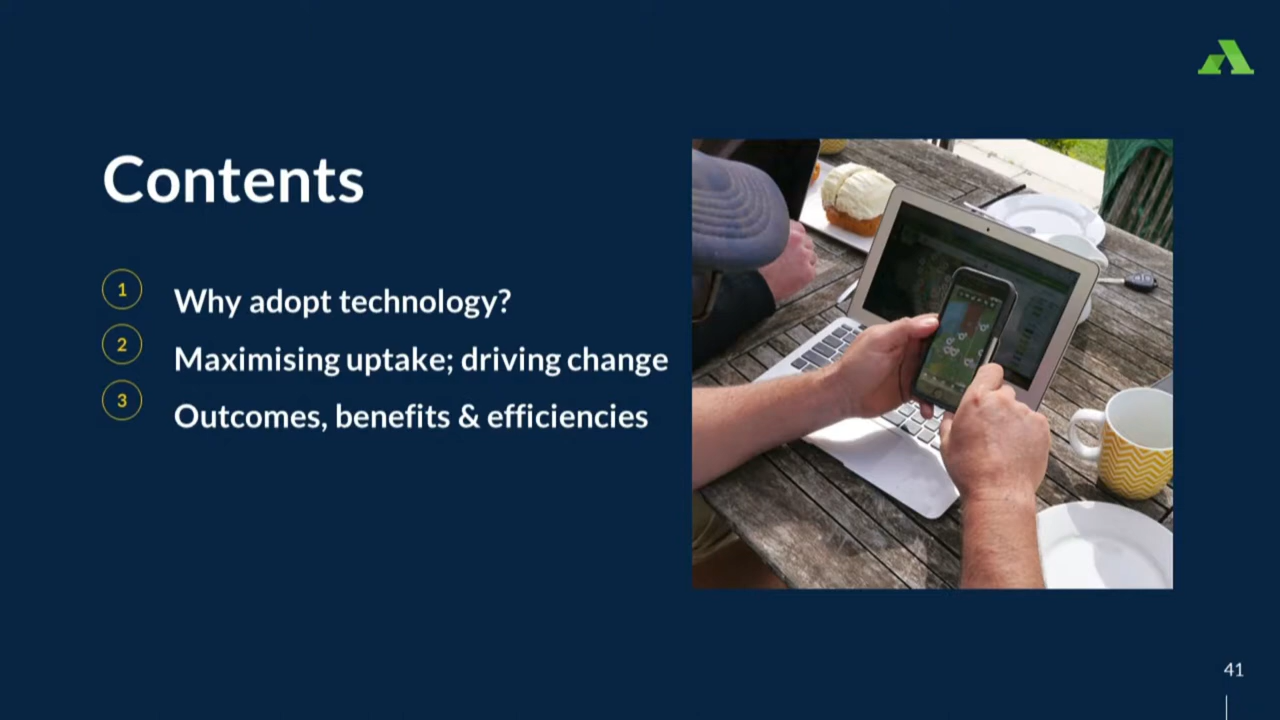 Contents
1 Why adopt technology?
2 Maximising uptake; driving change
3 Outcomes, benefits & efficiencies
41